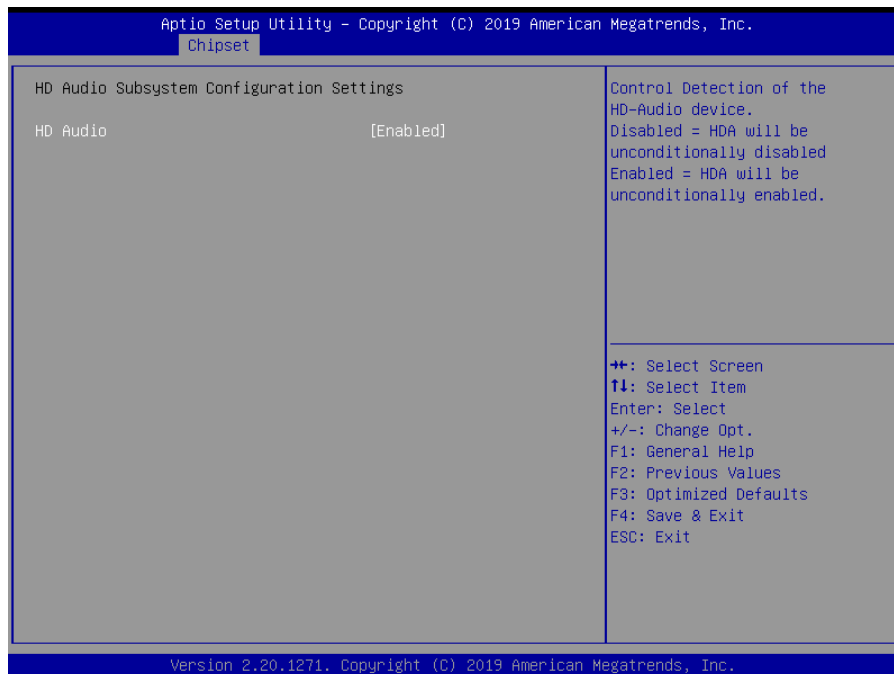 Aptio Setup Utility – Copyright (C) 2019 American Megatrends, Inc.
Chipset
HD Audio Subsystem Configuration Settings
HD Audio [Enabled]
Control Detection of the
HD-Audio device.
Disabled = HDA will be
unconditionally disabled
Enabled = HDA will be
unconditionally enabled.
→←: Select Screen
↑↓: Select Item
Enter: Select
+/-: Change Opt.
F1: General Help
F2: Previous Values
F3: Optimized Defaults
F4: Save & Exit
ESC: Exit
Version 2.20.1271. Copyright (C) 2019 American Megatrends, Inc.